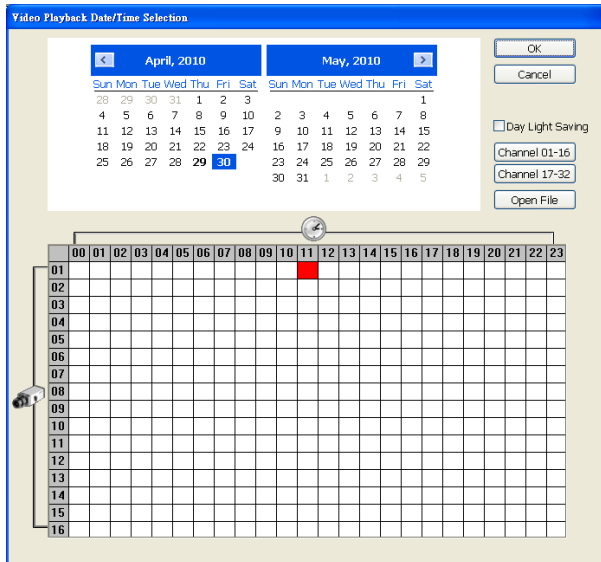 Video Playback Date/Time Selection
April, 2010
Sun Mon Tue Wed Thu Fri Sat
28 29 30 31 1 2 3
4 5 6 7 8 9 10
11 12 13 14 15 16 17
18 19 20 21 22 23 24
25 26 27 28 29 30
May, 2010
Sun Mon Tue Wed Thu Fri Sat
1
2 3 4 5 6 7 8
9 10 11 12 13 14 15
16 17 18 19 20 21 22
23 24 25 26 27 28 29
30 31 1 2 3 4 5
OK
Cancel
Day Light Saving
Channel 01-16
Channel 17-32
Open File
00 01 02 03 04 05 06 07 08 09 10 11 12 13 14 15 16 17 18 19 20 21 22 23
01
02
03
04
05
06
07
08
09
10
11
12
13
14
15
16